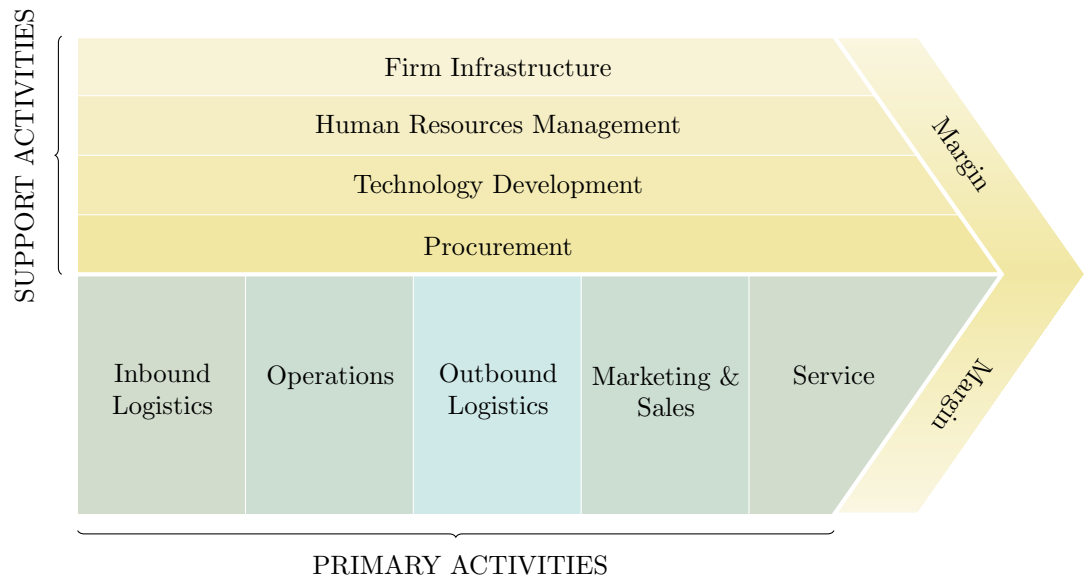 SUPPORT ACTIVITIES
Firm Infrastructure
Human Resources Management
Technology Development
Procurement
Margin
Inbound
Logistics
Operations
Outbound
Logistics
Marketing &
Sales
Service
Margin
PRIMARY ACTIVITIES